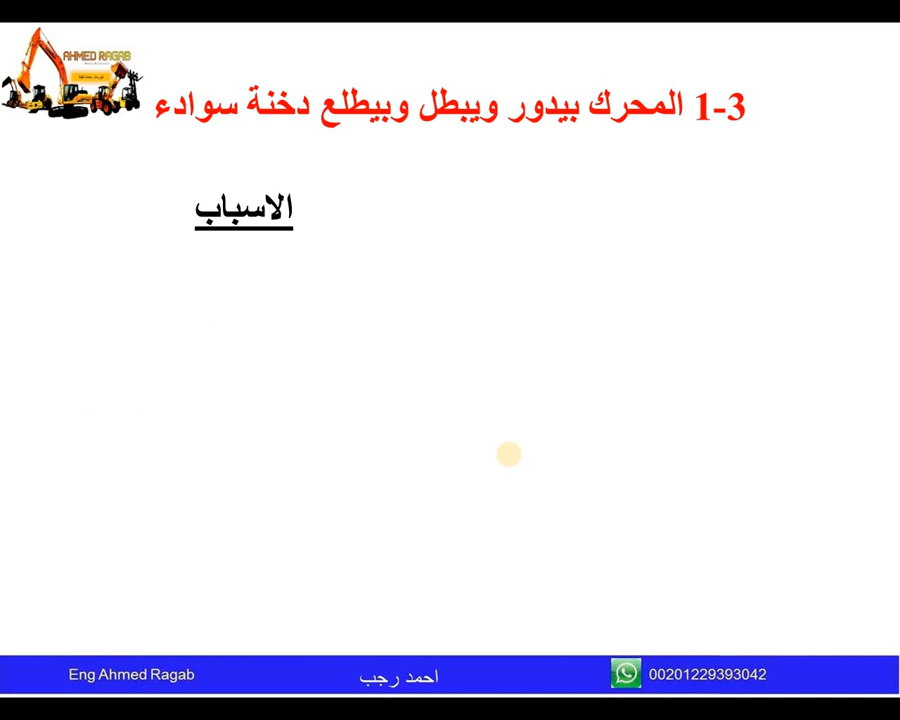 AHMED RAGAB
1-3 المحرك بيدور ويبطل وبيطلع دخنة سوادء
الاسباب
Eng Ahmed Ragab
احمد رجب
00201229393042